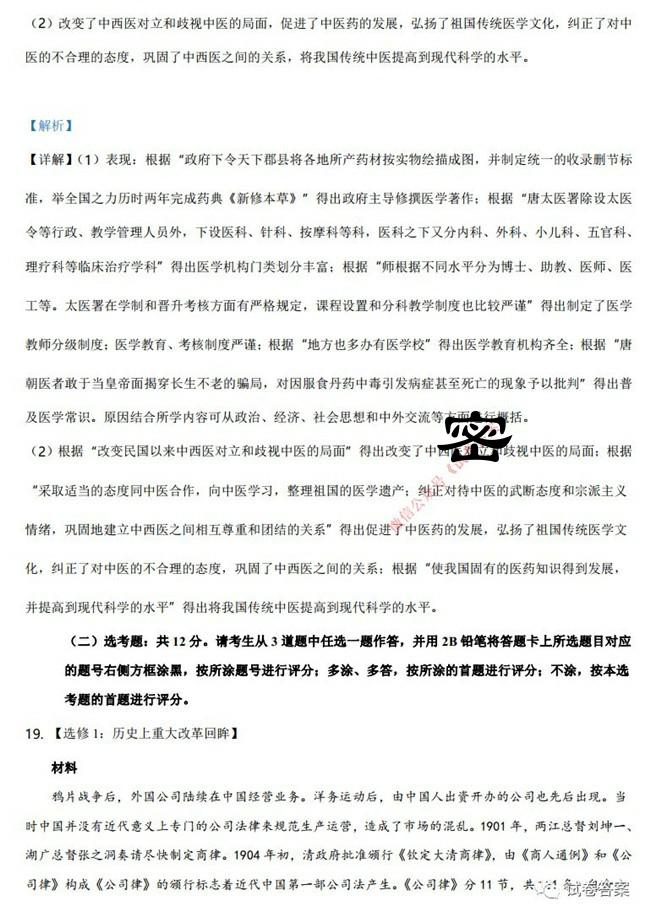 （2）改变了中西医对立和歧视中医的局面，促进了中医药的发展，弘扬了祖国传统医学文化，纠正了对中
医的不合理的态度，巩固了中西医之间的关系，将我国传统中医提高到现代科学的水平。
【解析】
【详解】（1）表现：根据“政府下令天下郡县将各地所产药材按实物绘描成图，并制定统一的收录删节标
准，举全国之力历时两年完成药典《新修本草》”得出政府主导修撰医学著作；根据“唐太医署除设太医
令等行政、教学管理人员外，下设医科、针科、按摩科等科，医科之下又分内科、外科、小儿科、五官科、
理疗科等临床治疗学科”得出医学机构门类划分丰富；根据“师根据不同水平分为博士、助教、医师、医
工等。太医署在学制和晋升考核方面有严格规定，课程设置和分科教学制度也比较严谨”得出制定了医学
教师分级制度；医学教育、考核制度严谨；根据“地方也多办有医学校”得出医学教育机构齐全；根据“唐
朝医者敢于当皇帝面揭穿长生不老的骗局，对因服食丹药中毒引发病症甚至死亡的现象予以批判”得出普
及医学常识。原因结合所学内容可从政治、经济、社会思想和中外交流等方面进行概括。
密
（2）根据“改变民国以来中西医对立和歧视中医的局面”得出改变了中西医对立和歧视中医的局面；根据
“采取适当的态度同中医合作，向中医学习，整理祖国的医学遗产；纠正对待中医的武断态度和宗派主义
情绪，巩固地建立中西医之间相互尊重和团结的关系”得出促进了中医药的发展，弘扬了祖国传统医学文
化，纠正了对中医的不合理的态度，巩固了中西医之间的关系；根据“使我国固有的医药知识得到发展，
并提高到现代科学的水平”得出将我国传统中医提高到现代科学的水平。
微信公众号《试
（二）选考题：共 12 分。请考生从 3 道题中任选一题作答，并用 2B 铅笔将答题卡上所选题目对应
的题号右侧方框涂黑，按所涂题号进行评分；多涂、多答，按所涂的首题进行评分；不涂，按本选
考题的首题进行评分。
19. 【选修 1：历史上重大改革回眸】
材料
鸦片战争后，外国公司陆续在中国经营业务。洋务运动后，由中国人出资开办的公司也先后出现。当
时中国并没有近代意义上专门的公司法律来规范生产运营，造成了市场的混乱。1901 年，两江总督刘坤一、
湖广总督张之洞奏请尽快制定商律。1904 年初，清政府批准颁行《钦定大清商律》，由《商人通例》和《公
司律》构成《公司律》的颁行标志着近代中国第一部公司法产生。《公司律》分 11 节，共
试卷答案